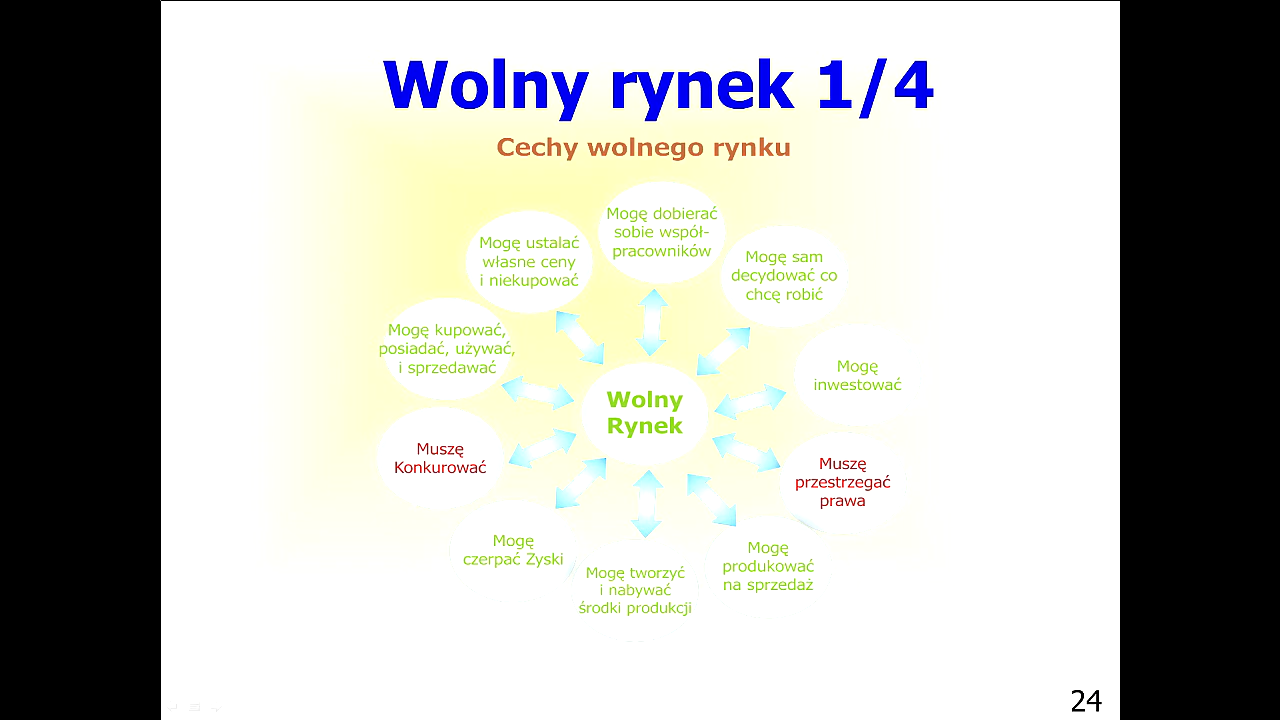 Wolny rynek 1/4
Cechy wolnego rynku
Mogę dobierać
sobie współ-
pracowników
Mogę sam
decydować co
chcę robić
Mogę
inwestować
Muszę
przestrzegać
prawa
Mogę
produkować
na sprzedaż
Mogę tworzyć
i nabywać
środki produkcji
Mogę
czerpać Zyski
Muszę
Konkurować
Mogę kupować,
posiadać, używać,
i sprzedawać
Mogę ustalać
własne ceny
i niekupować
Wolny
Rynek
24